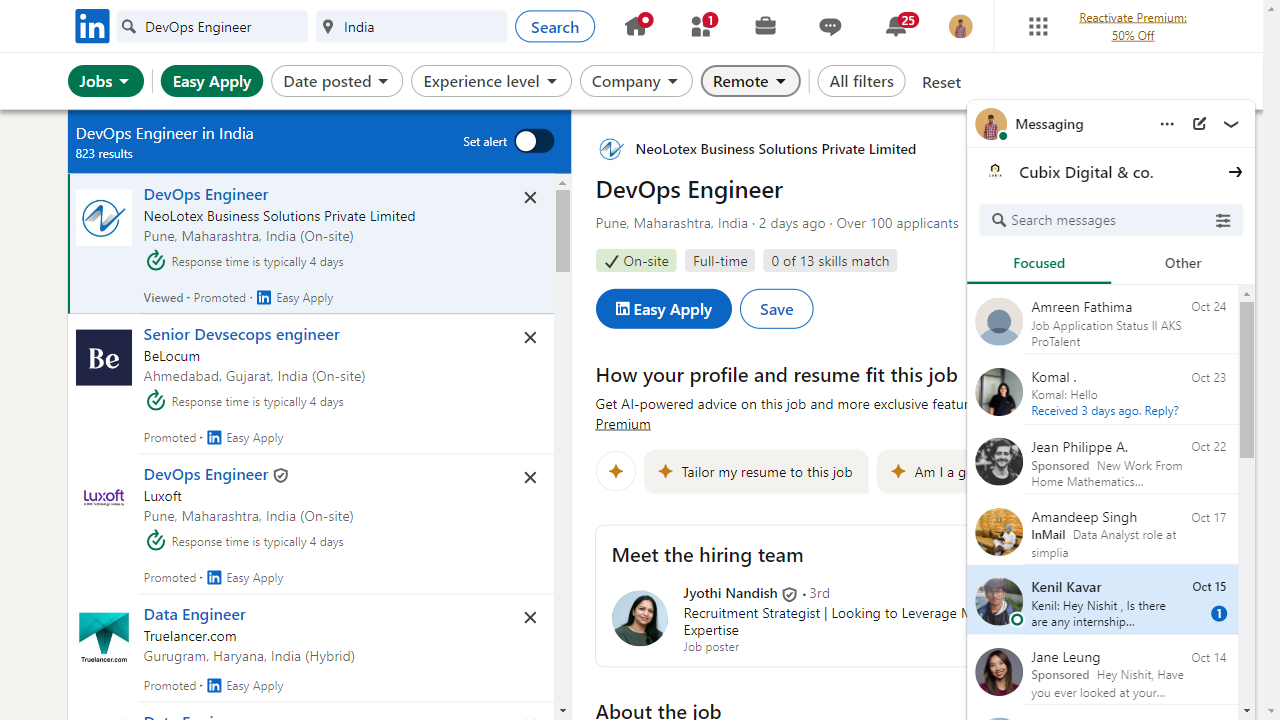 DevOps Engineer
India
Search
1
25
Reactivate Premium:
50% Off
Jobs
Easy Apply
Date posted
Experience level
Company
Remote
All filters
Reset
DevOps Engineer in India
823 results
Set alert
DevOps Engineer
NeoLotex Business Solutions Private Limited
Pune, Maharashtra, India (On-site)
Response time is typically 4 days
Viewed · Promoted · in Easy Apply
Be
Senior Devsecops engineer
BeLocum
Ahmedabad, Gujarat, India (On-site)
Response time is typically 4 days
Promoted · in Easy Apply
LUXOFT
DevOps Engineer
Luxoft
Pune, Maharashtra, India (On-site)
Response time is typically 4 days
Promoted · in Easy Apply
Truelancer.com
Data Engineer
Truelancer.com
Gurugram, Haryana, India (Hybrid)
Promoted · in Easy Apply
NeoLotex Business Solutions Private Limited
DevOps Engineer
Pune, Maharashtra, India · 2 days ago · Over 100 applicants
On-site
Full-time
0 of 13 skills match
in Easy Apply
Save
How your profile and resume fit this job
Get AI-powered advice on this job and more exclusive featur
Premium
Tailor my resume to this job
Am I a g
Meet the hiring team
Jyothi Nandish · 3rd
Recruitment Strategist | Looking to Leverage M
Expertise
Job poster
About the job
Messaging
CUBIX
Cubix Digital & co.
Search messages
Focused
Other
Amreen Fathima
Oct 24
Job Application Status II AKS
ProTalent
Komal .
Oct 23
Komal: Hello
Received 3 days ago. Reply?
Jean Philippe A.
Oct 22
Sponsored New Work From
Home Mathematics...
Amandeep Singh
Oct 17
InMail Data Analyst role at
simplia
Kenil Kavar
Oct 15
Kenil: Hey Nishit , Is there
are any internship...
1
Jane Leung
Oct 14
Sponsored Hey Nishit, Have
you ever looked at your...